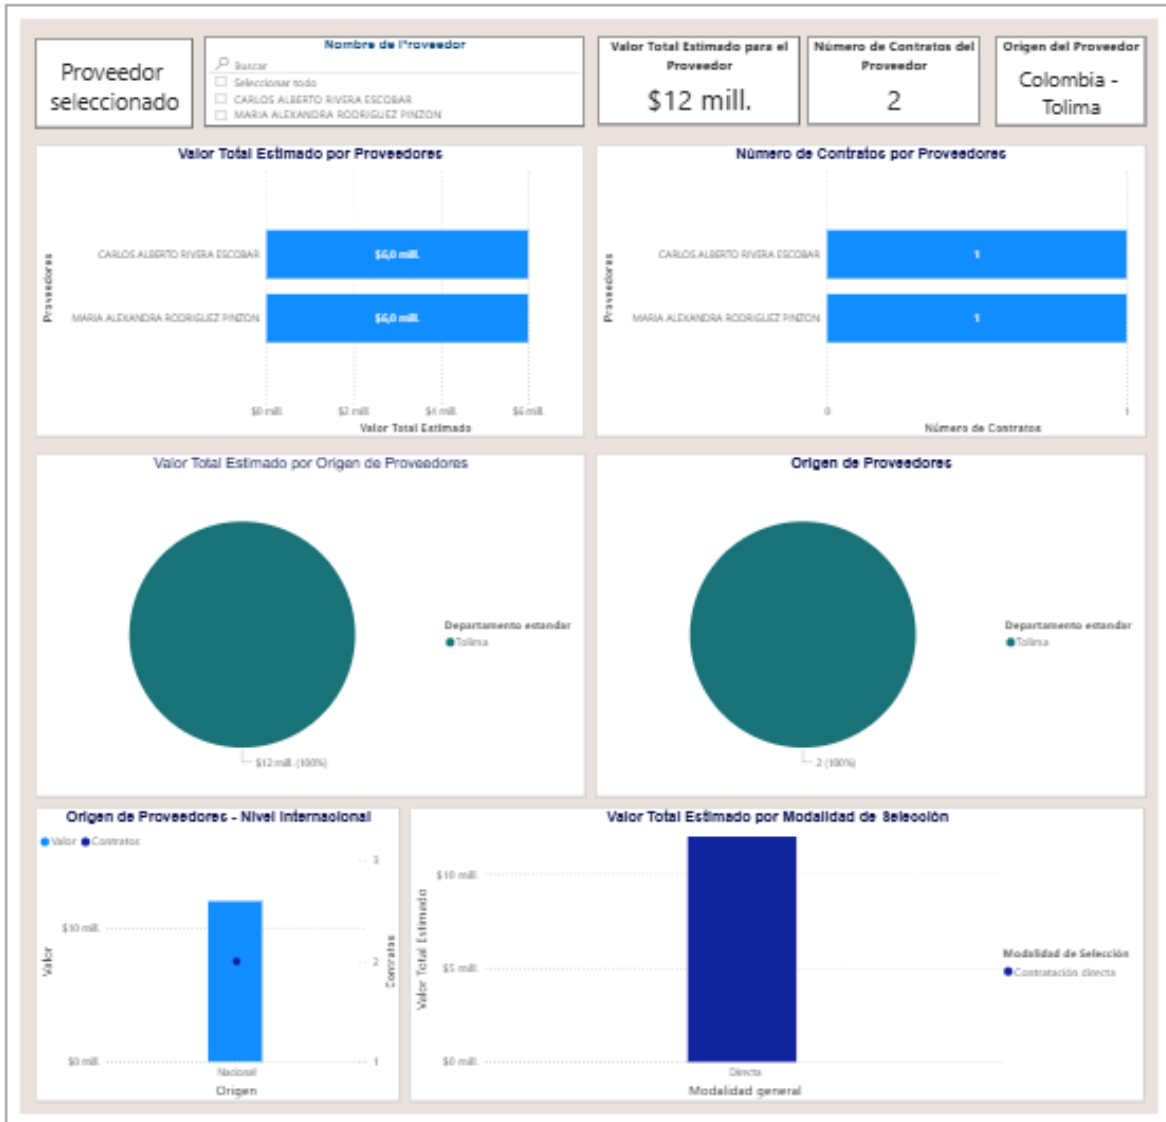 Proveedor
seleccionado
Nombre de Proveedor
Buscar
Seleccionar todo
CARLOS ALBERTO RIVERA ESCOBAR
MARIA ALEXANDRA RODRIGUEZ PINZON
Valor Total Estimado para el
Proveedor
$12 mill.
Número de Contratos del
Proveedor
2
Origen del Proveedor
Colombia -
Tolima
Valor Total Estimado por Proveedores
Proveedores
CARLOS ALBERTO RIVERA ESCOBAR
$6,0 mill.
MARIA ALEXANDRA RODRIGUEZ PINZON
$6,0 mill.
$0 mill. $2 mill. $4 mill. $6 mill.
Valor Total Estimado
Número de Contratos por Proveedores
Proveedores
CARLOS ALBERTO RIVERA ESCOBAR
1
MARIA ALEXANDRA RODRIGUEZ PINZON
1
0 1
Número de Contratos
Valor Total Estimado por Origen de Proveedores
Departamento estandar
Tolima
$12 mill. (100%)
Origen de Proveedores
Departamento estandar
Tolima
2 (100%)
Origen de Proveedores - Nivel Internacional
Valor Contratos
3
$10 mill.
2
$0 mill.
1
Valor
Contratos
Nacional
Origen
Valor Total Estimado por Modalidad de Selección
Valor Total Estimado
$10 mill.
$5 mill.
$0 mill.
Directa
Modalidad general
Modalidad de Selección
Contratación directa